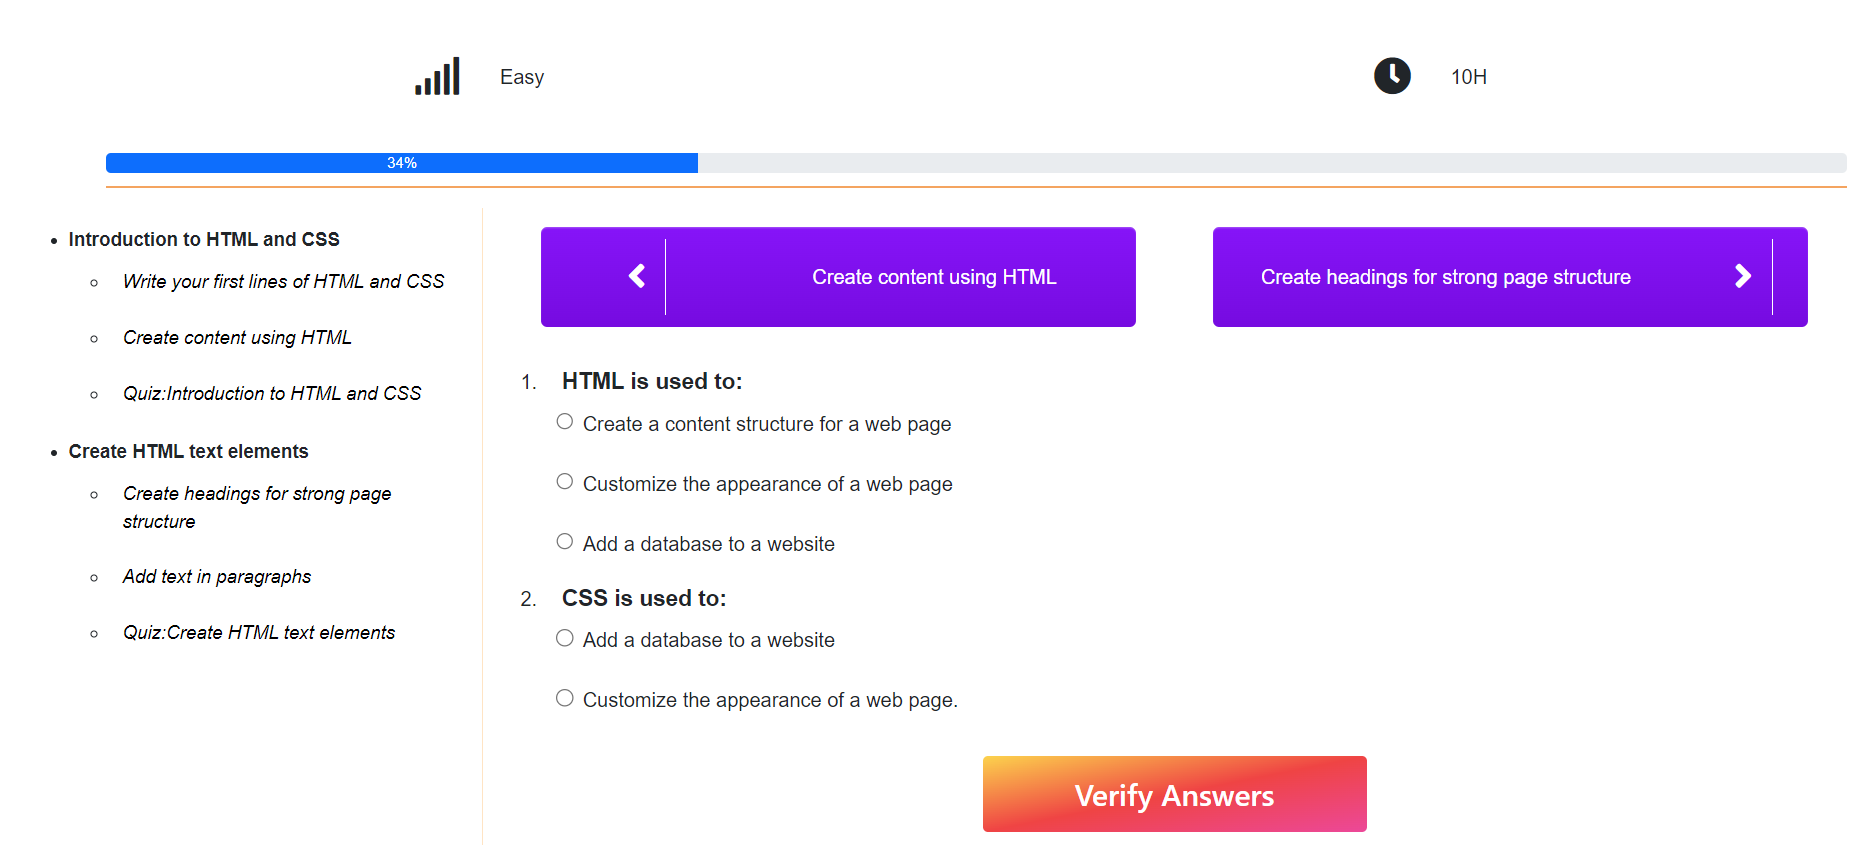 Easy
10H
34%
Introduction to HTML and CSS
Write your first lines of HTML and CSS
Create content using HTML
Quiz:Introduction to HTML and CSS
Create HTML text elements
Create headings for strong page
structure
Add text in paragraphs
Quiz:Create HTML text elements
Create content using HTML
Create headings for strong page structure
1. HTML is used to:
Create a content structure for a web page
Customize the appearance of a web page
Add a database to a website
2. CSS is used to:
Add a database to a website
Customize the appearance of a web page.
Verify Answers